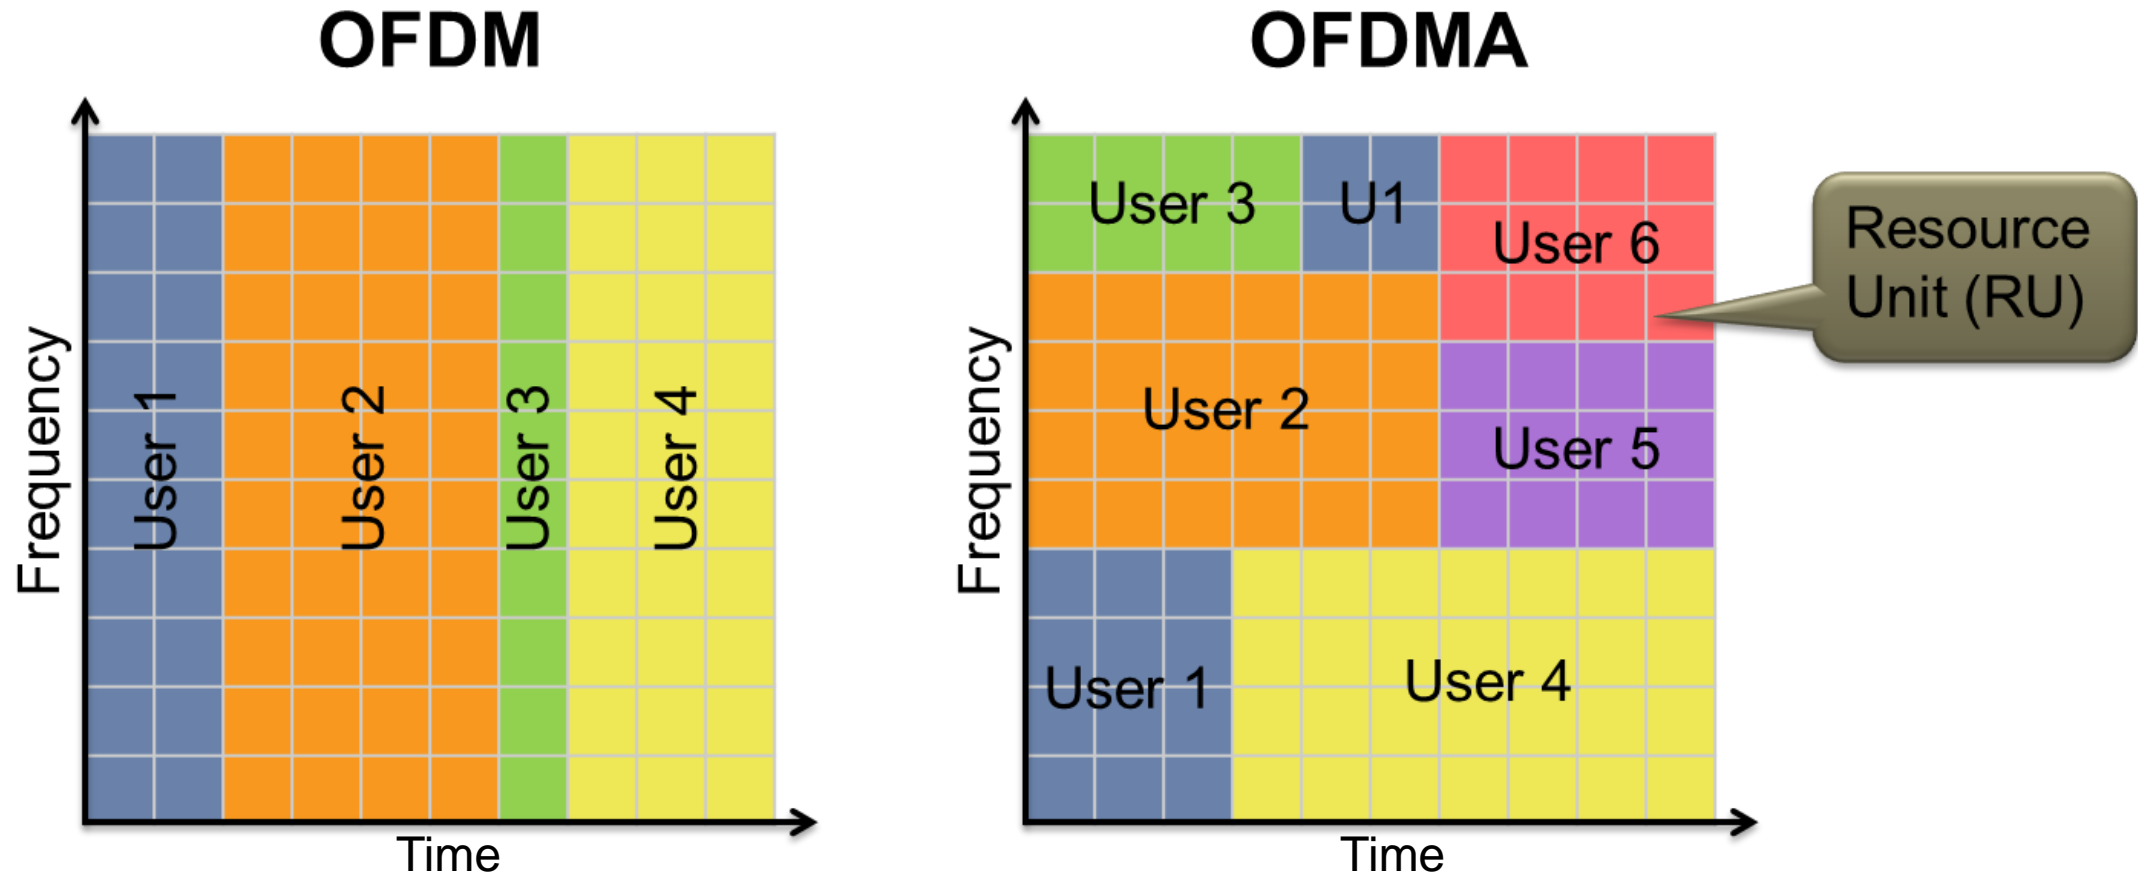 OFDM
Frequency
User 1
User 2
User 3
User 4
Time
OFDMA
Frequency
User 3
U1
User 6
User 2
User 5
User 1
User 4
Time
Resource
Unit (RU)